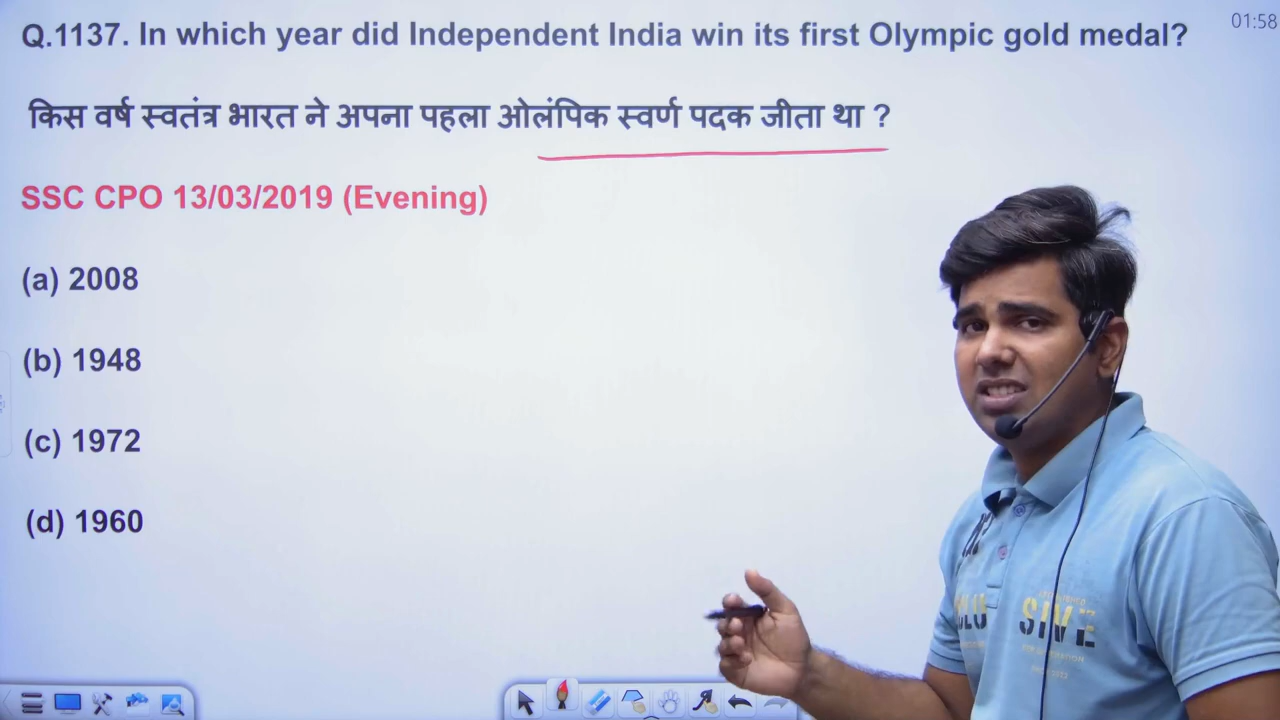 Q.1137. In which year did Independent India win its first Olympic gold medal?
01:58
किस वर्ष स्वतंत्र भारत ने अपना पहला ओलंपिक स्वर्ण पदक जीता था ?
SSC CPO 13/03/2019 (Evening)
(a) 2008
(b) 1948
(c) 1972
(d) 1960
SIVE